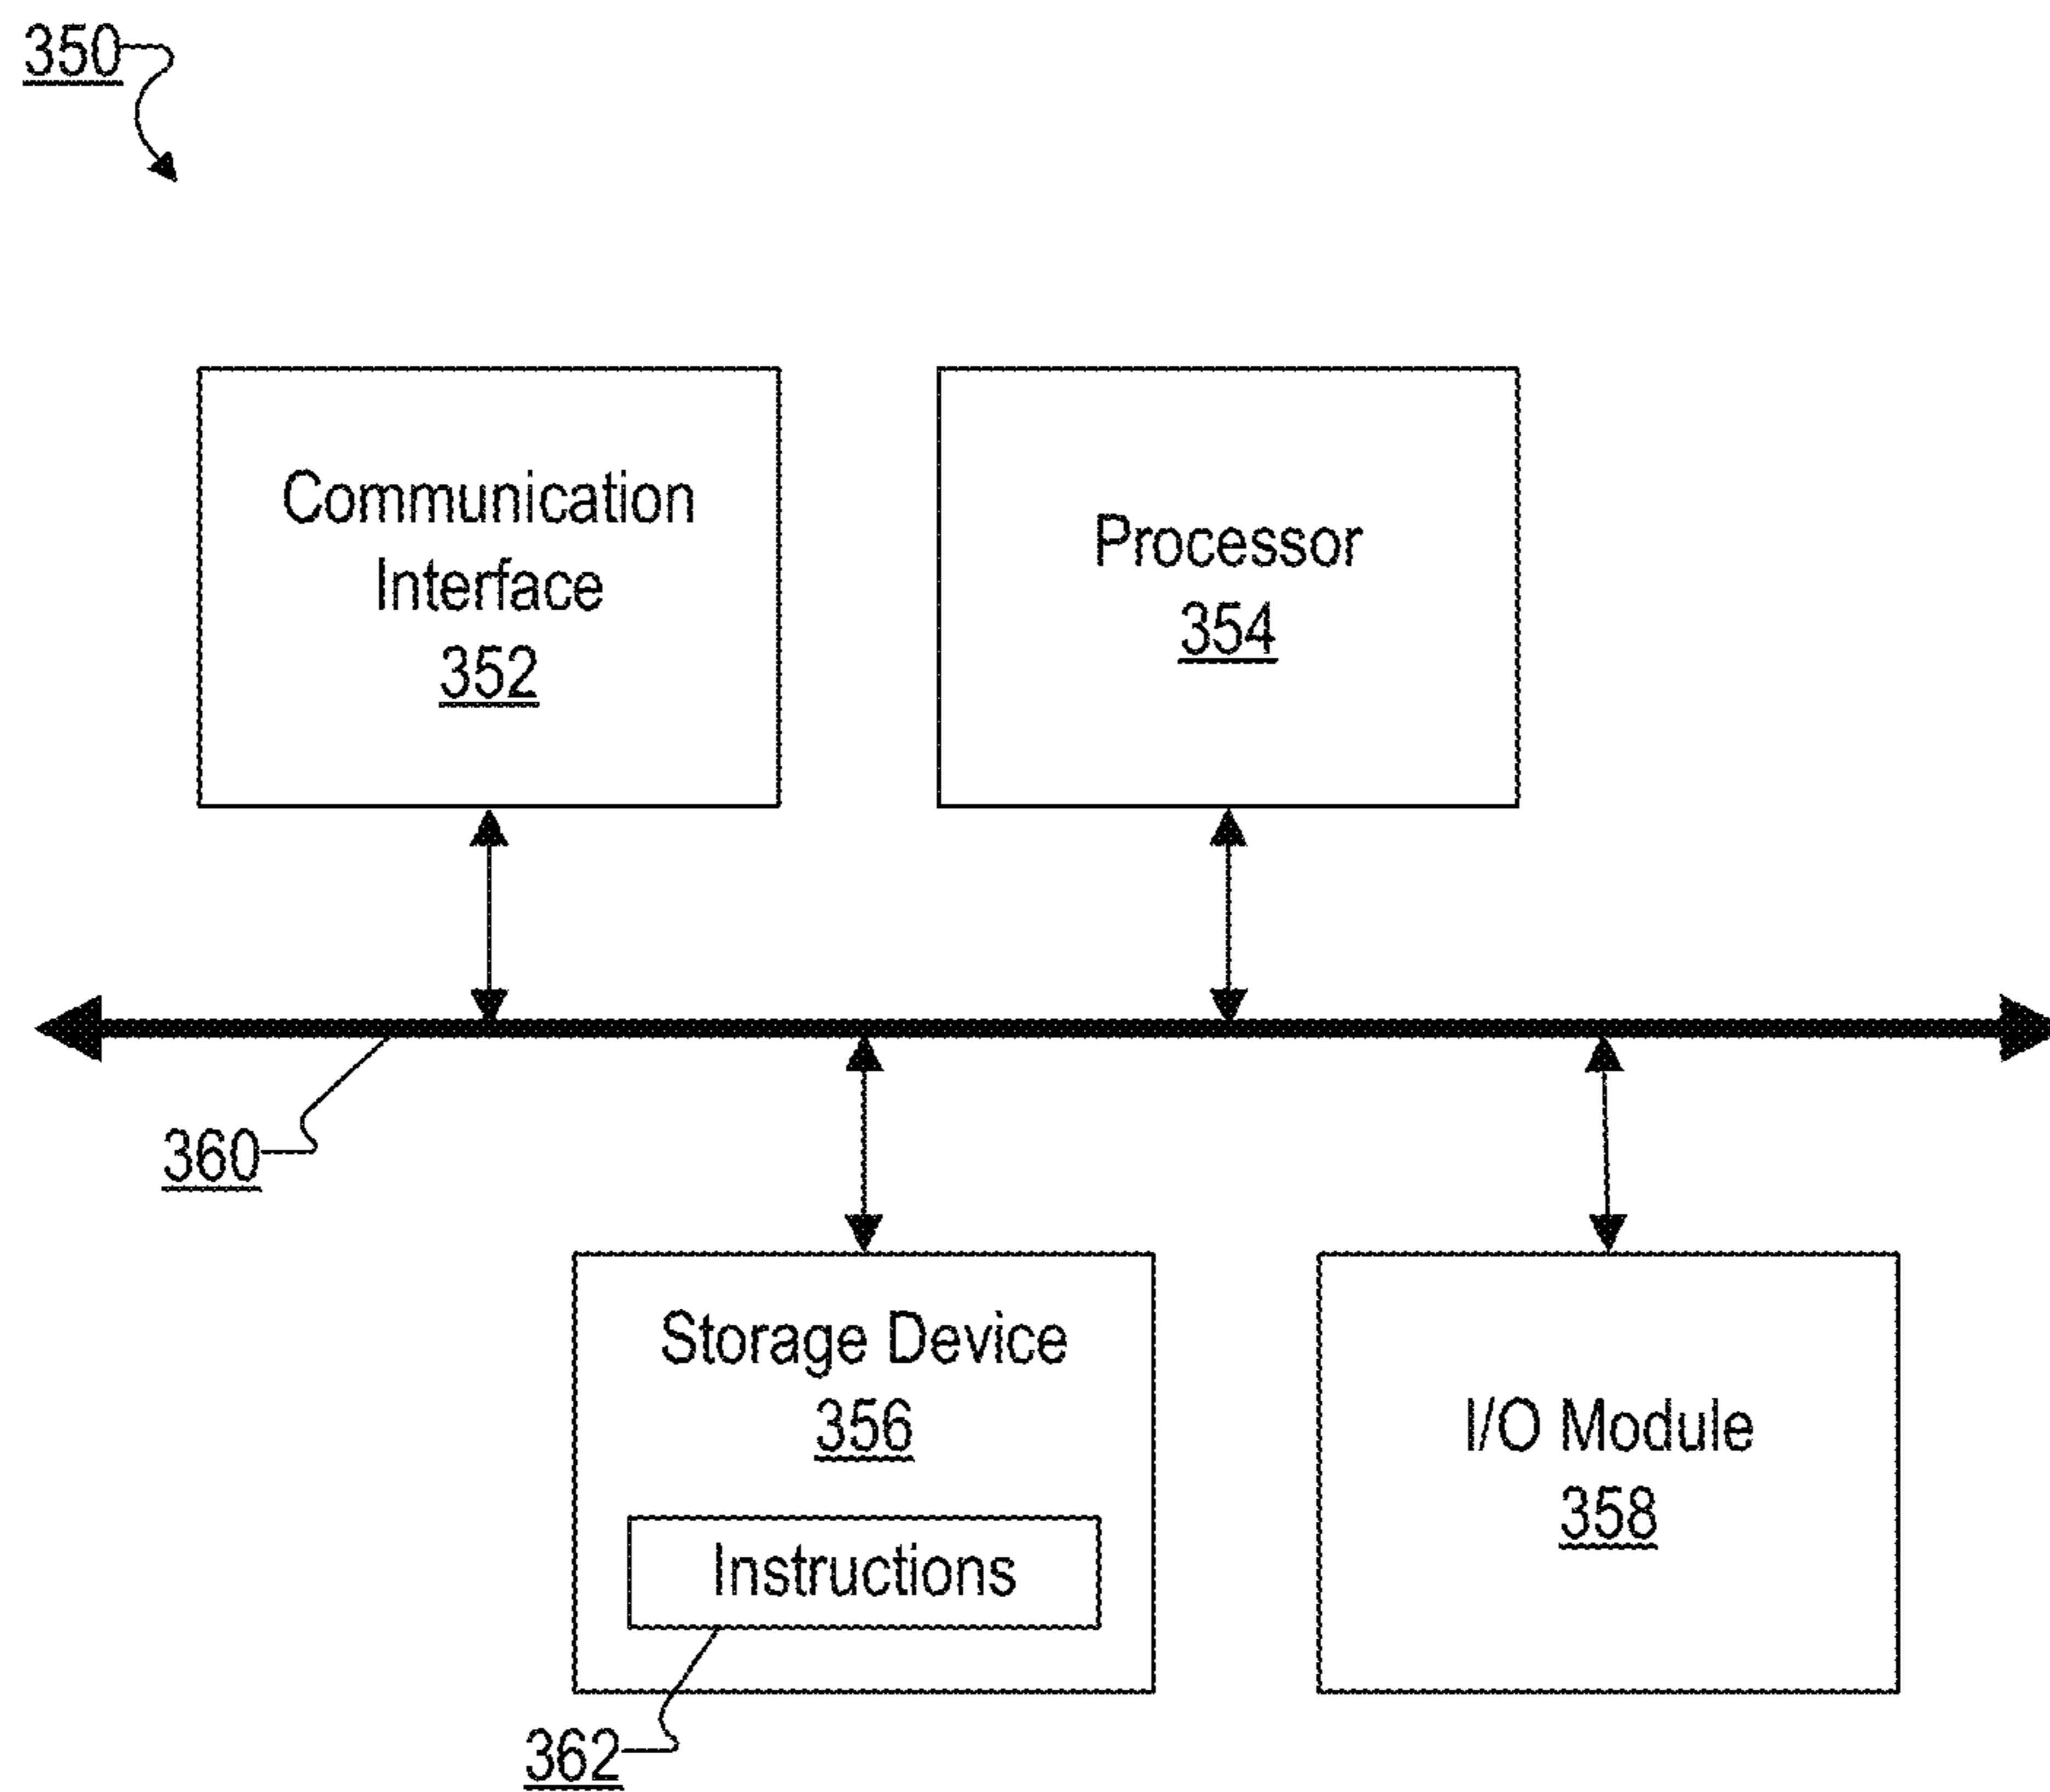 350
Communication
Interface
352
Processor
354
360
Storage Device
356
Instructions
362
I/O Module
358